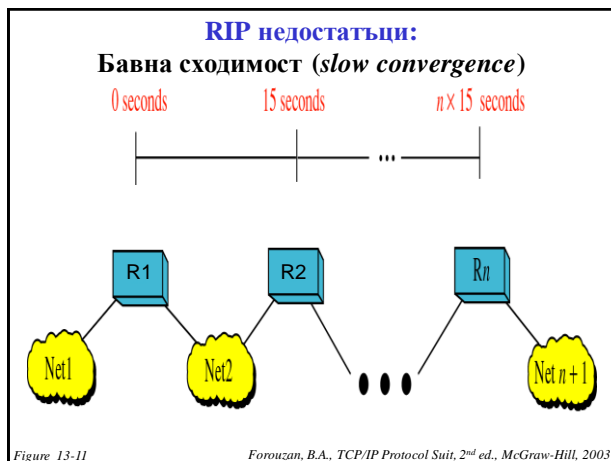 RIP недостатъци:
Бавна сходимост (slow convergence)
0 seconds 15 seconds n × 15 seconds
R1 R2 Rn
Net1 Net2 Net n + 1
Figure 13-11 Forouzan, B.A., TCP/IP Protocol Suit, 2nd ed., McGraw-Hill, 2003